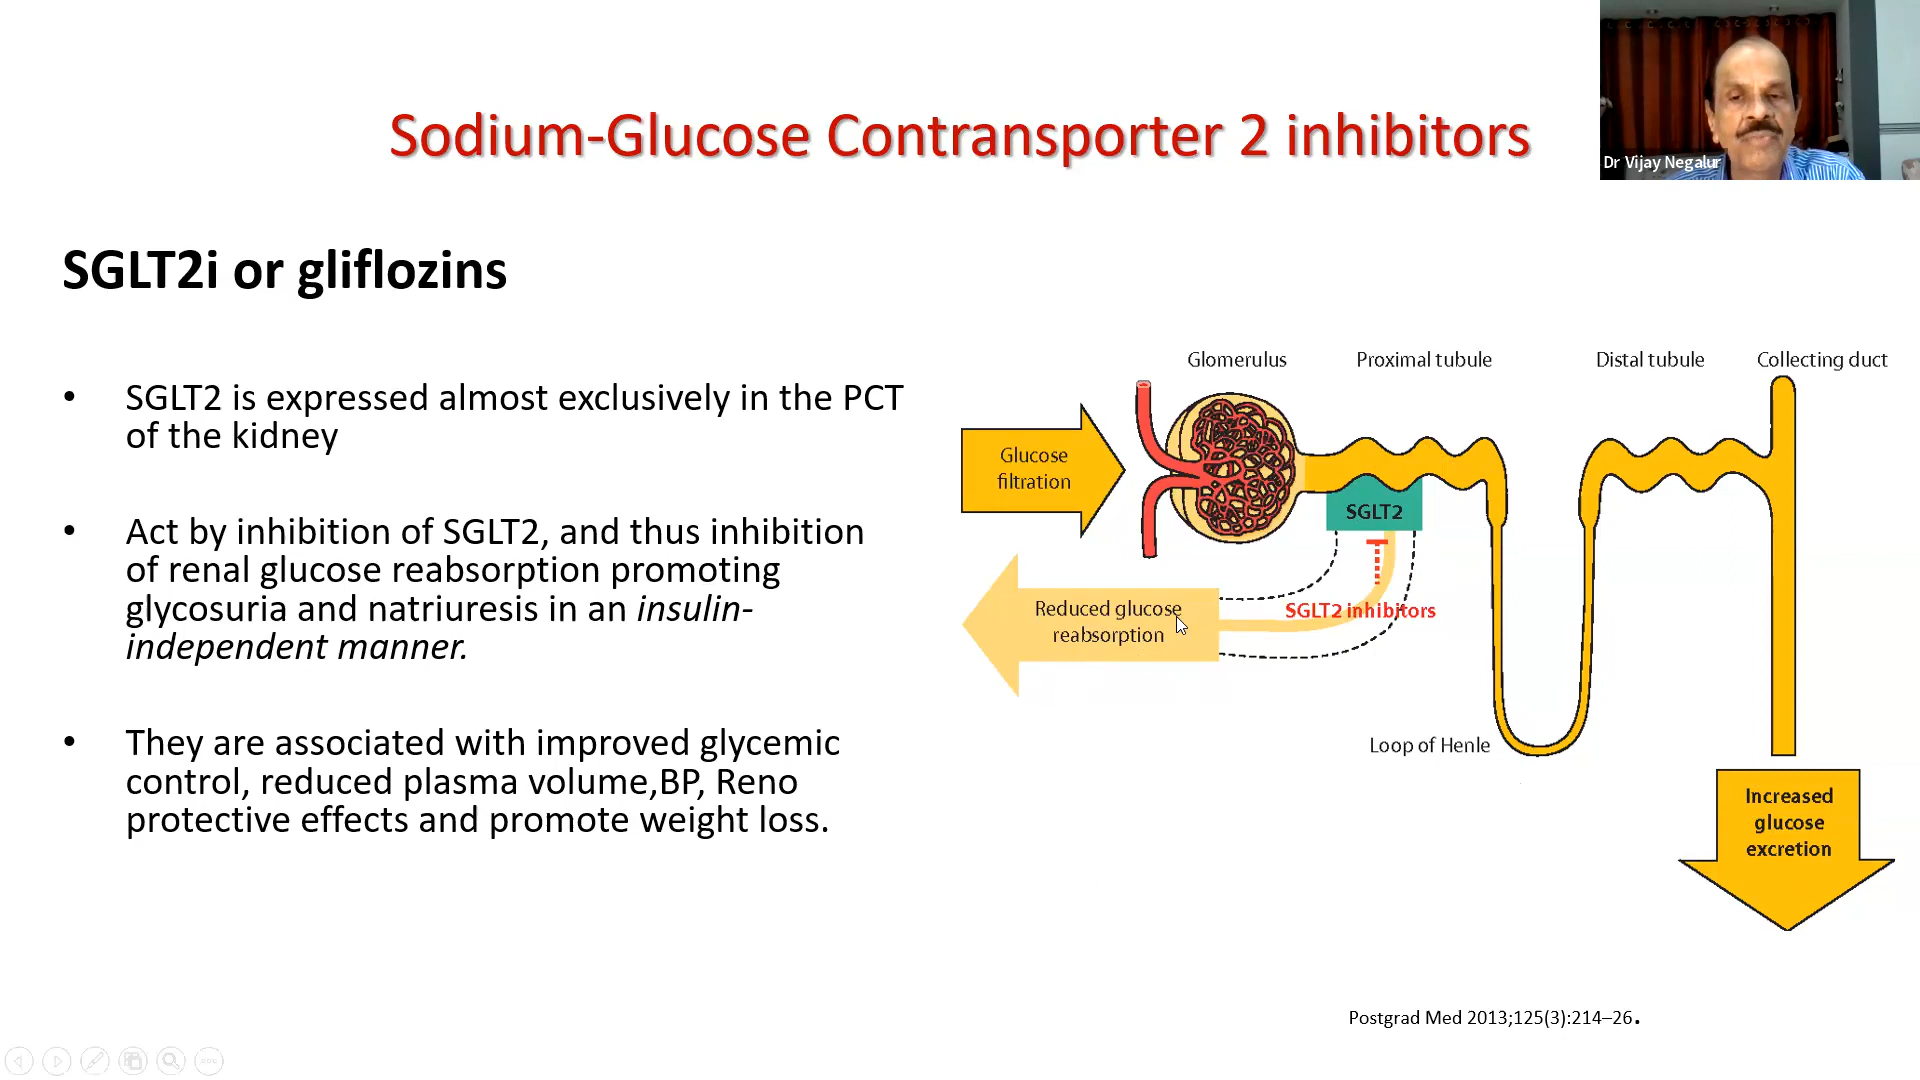 Sodium-Glucose Contransporter 2 inhibitors
Dr Vijay Negalur
SGLT2i or gliflozins
• SGLT2 is expressed almost exclusively in the PCT
of the kidney
• Act by inhibition of SGLT2, and thus inhibition
of renal glucose reabsorption promoting
glycosuria and natriuresis in an insulin-
independent manner.
• They are associated with improved glycemic
control, reduced plasma volume,BP, Reno
protective effects and promote weight loss.
Glomerulus
Proximal tubule
Distal tubule
Collecting duct
Glucose
filtration
SGLT2
Reduced glucose
reabsorption
SGLT2 inhibitors
Loop of Henle
Increased
glucose
excretion
Postgrad Med 2013;125(3):214–26.